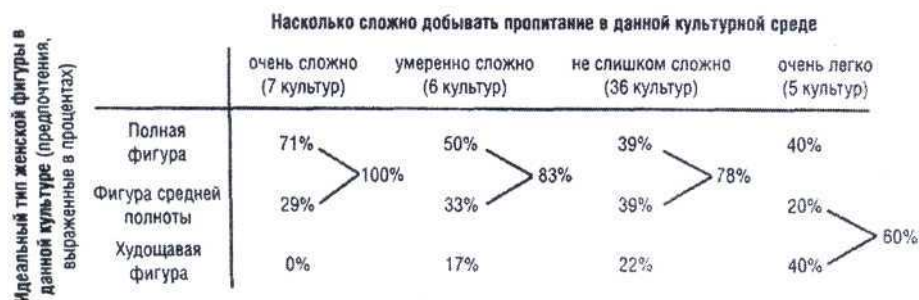 Насколько сложно добывать пропитание в данной культурной среде
очень сложно умеренно сложно не слишком сложно очень легко
(7 культур) (6 культур) (36 культур) (5 культур)
Идеальный тип женской фигуры в
данной культуре (предпочтения,
выраженные в процентах)
Полная
фигура
71% 50% 39% 40%
100% 83% 78%
Фигура средней
полноты
29% 33% 39% 20%
60%
Худощавая
фигура
0% 17% 22% 40%